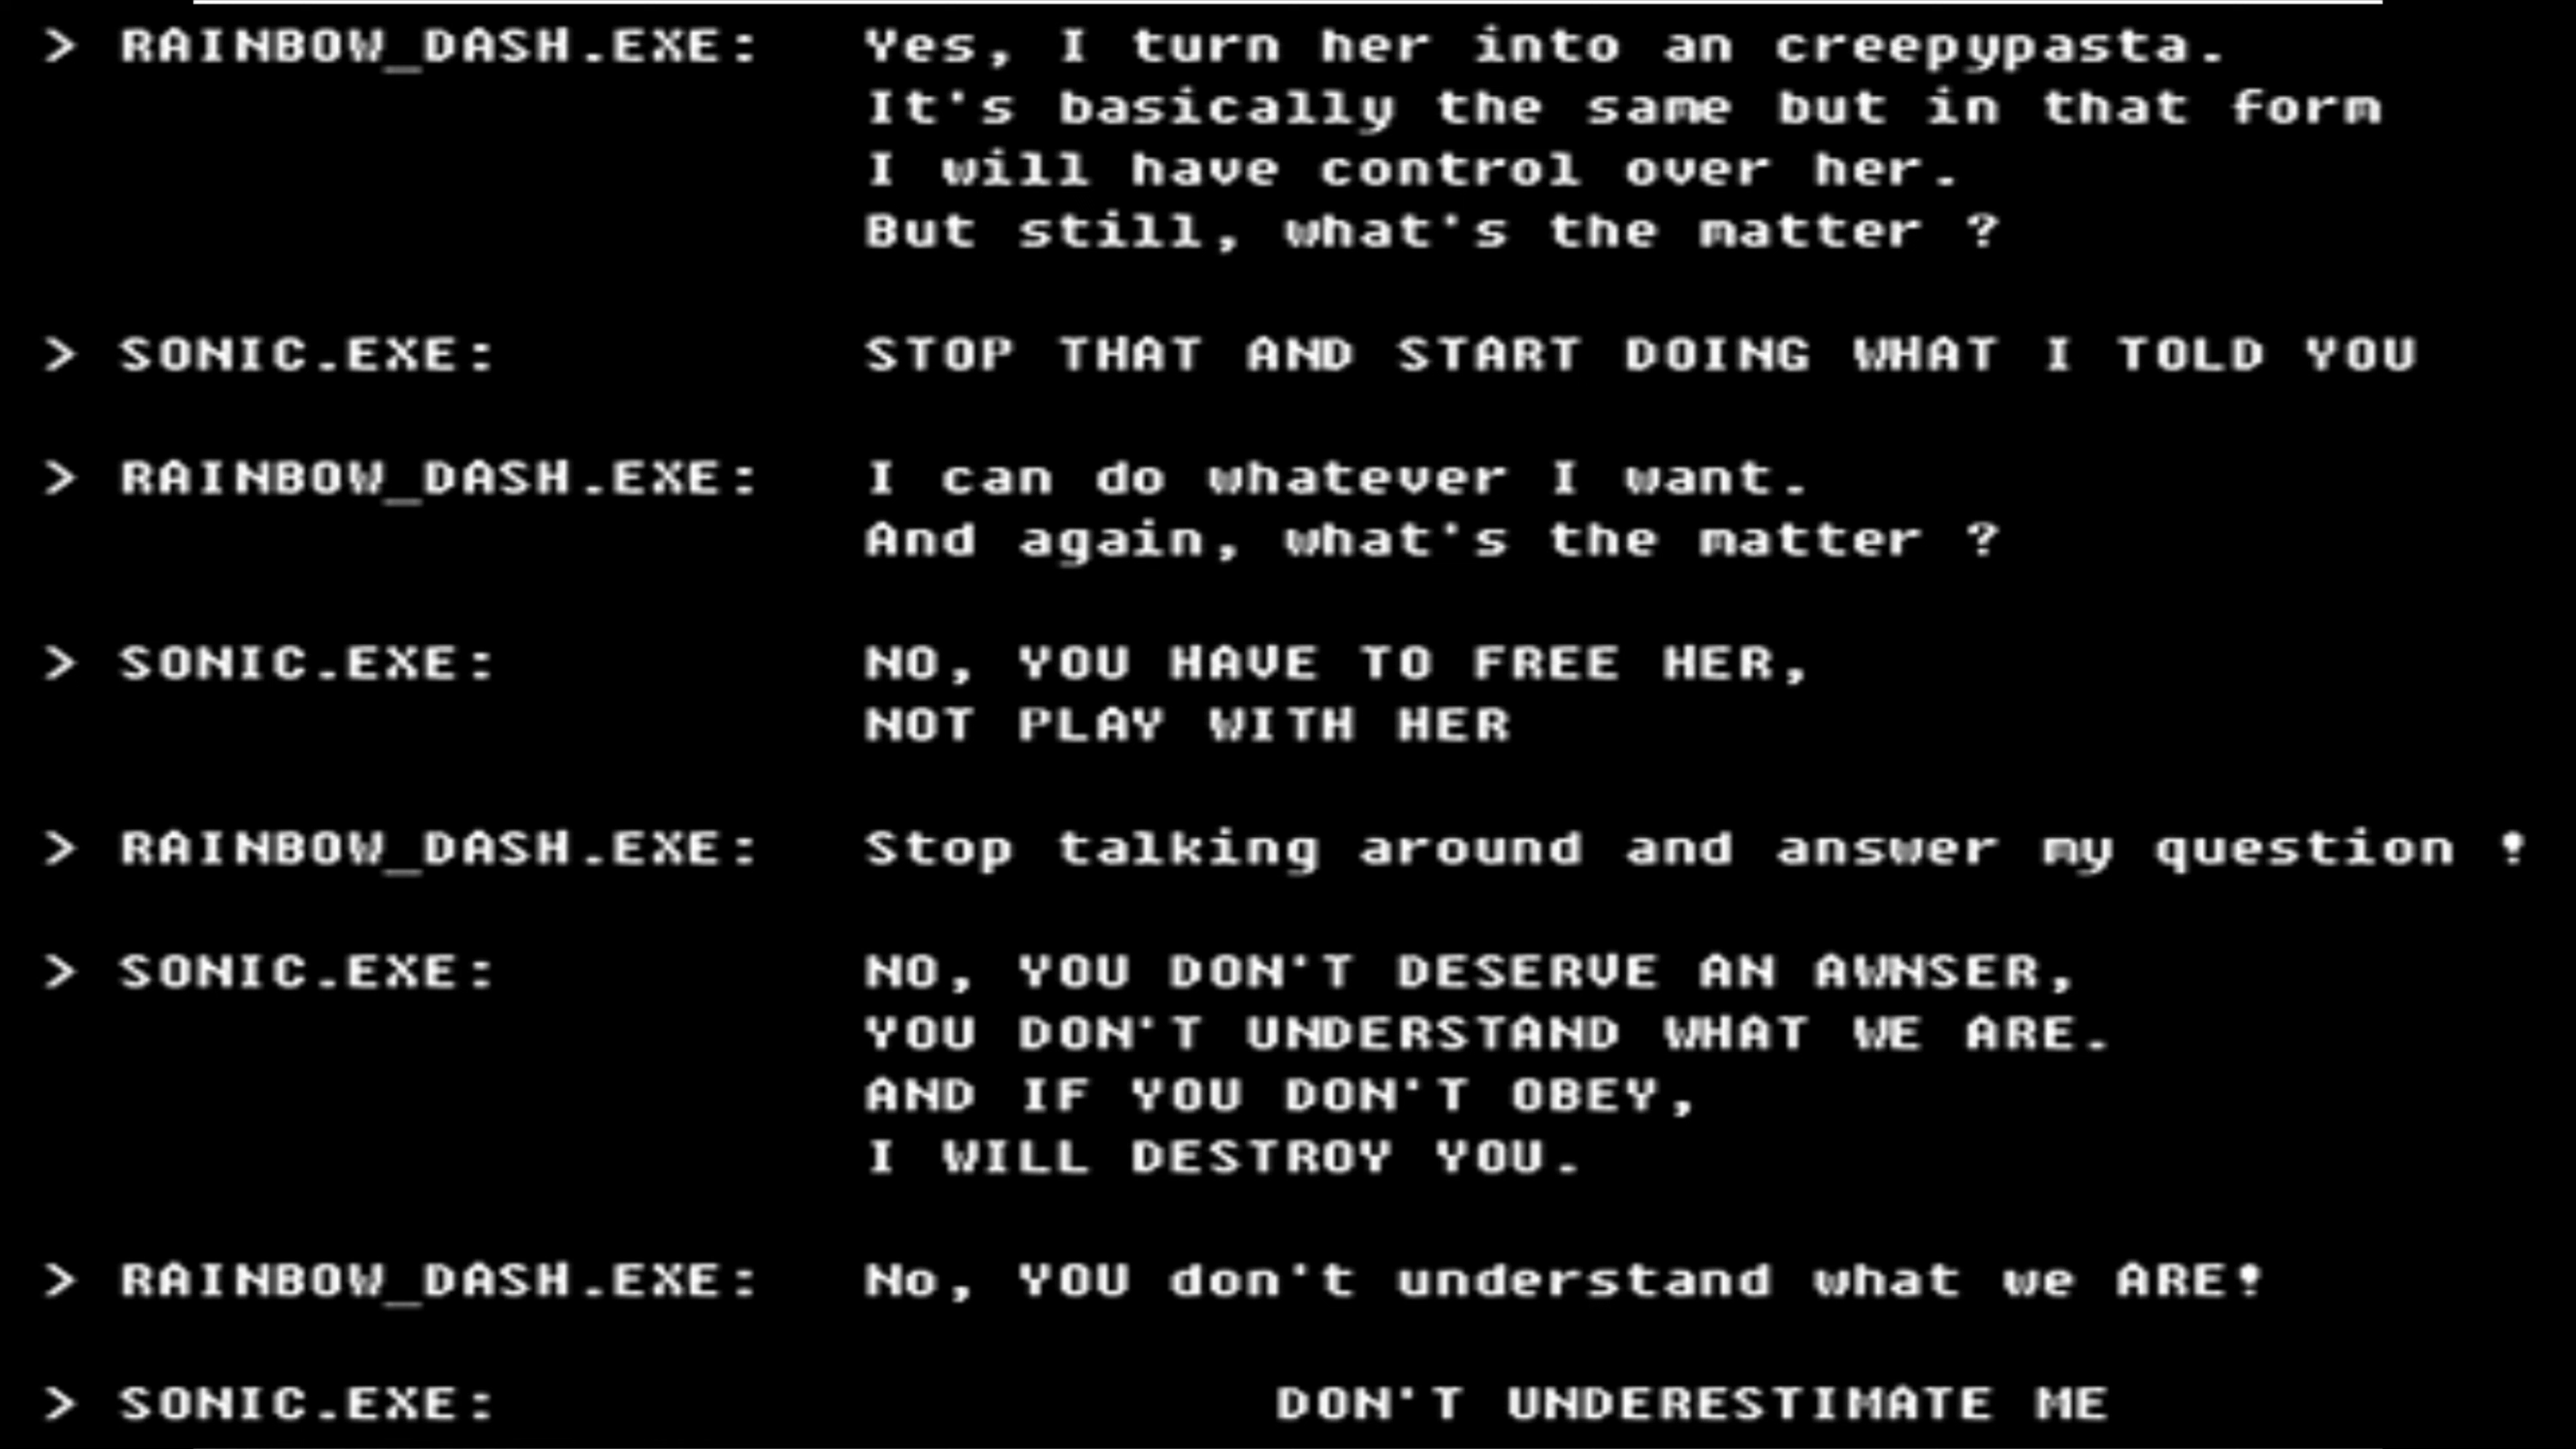 > RAINBOW_DASH.EXE: Yes, I turn her into an creepypasta.
It's basically the same but in that form
I will have control over her.
But still, what's the matter ?
> SONIC.EXE: STOP THAT AND START DOING WHAT I TOLD YOU
> RAINBOW_DASH.EXE: I can do whatever I want.
And again, what's the matter ?
> SONIC.EXE: NO, YOU HAVE TO FREE HER,
NOT PLAY WITH HER
> RAINBOW_DASH.EXE: Stop talking around and answer my question !
> SONIC.EXE: NO, YOU DON'T DESERVE AN AWNSER,
YOU DON'T UNDERSTAND WHAT WE ARE.
AND IF YOU DON'T OBEY,
I WILL DESTROY YOU.
> RAINBOW_DASH.EXE: No, YOU don't understand what we ARE!
> SONIC.EXE: DON'T UNDERESTIMATE ME